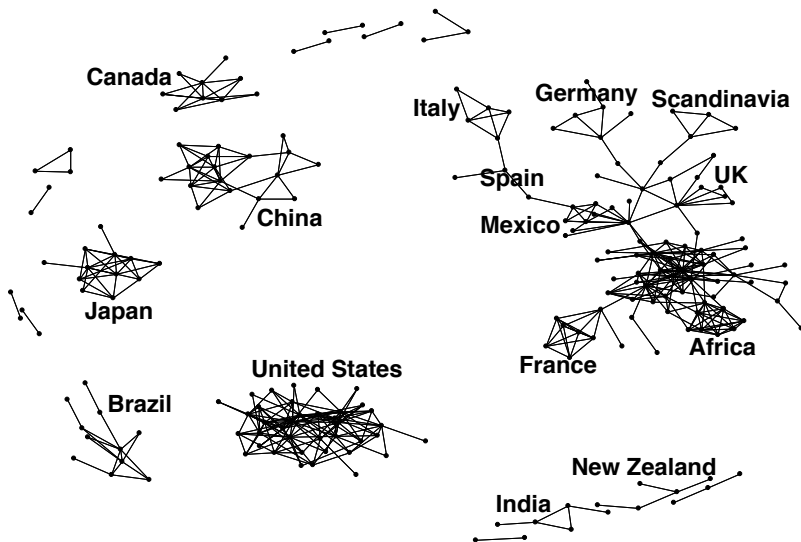 Canada
Italy
Germany
Scandinavia
China
Spain
UK
Mexico
Japan
France
Africa
United States
Brazil
New Zealand
India